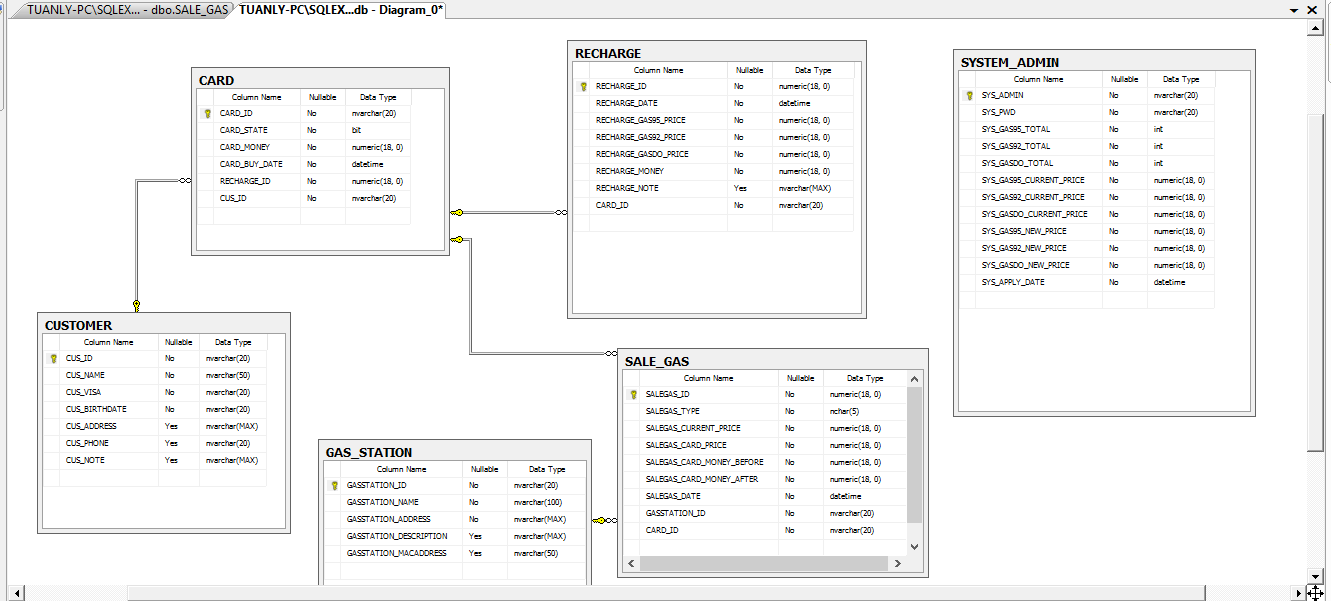 TUANLY-PC\SQLEX... - dbo.SALE_GAS TUANLY-PC\SQLEX...db - Diagram_0*
CARD
Column Name Nullable Data Type
CARD_ID No nvarchar(20)
CARD_STATE No bit
CARD_MONEY No numeric(18, 0)
CARD_BUY_DATE No datetime
RECHARGE_ID No numeric(18, 0)
CUS_ID No nvarchar(20)
RECHARGE
Column Name Nullable Data Type
RECHARGE_ID No numeric(18, 0)
RECHARGE_DATE No datetime
RECHARGE_GAS95_PRICE No numeric(18, 0)
RECHARGE_GAS92_PRICE No numeric(18, 0)
RECHARGE_GASDO_PRICE No numeric(18, 0)
RECHARGE_MONEY No numeric(18, 0)
RECHARGE_NOTE Yes nvarchar(MAX)
CARD_ID No nvarchar(20)
SYSTEM_ADMIN
Column Name Nullable Data Type
SYS_ADMIN No nvarchar(20)
SYS_PWD No nvarchar(20)
SYS_GAS95_TOTAL No int
SYS_GAS92_TOTAL No int
SYS_GASDO_TOTAL No int
SYS_GAS95_CURRENT_PRICE No numeric(18, 0)
SYS_GAS92_CURRENT_PRICE No numeric(18, 0)
SYS_GASDO_CURRENT_PRICE No numeric(18, 0)
SYS_GAS95_NEW_PRICE No numeric(18, 0)
SYS_GAS92_NEW_PRICE No numeric(18, 0)
SYS_GASDO_NEW_PRICE No numeric(18, 0)
SYS_APPLY_DATE No datetime
CUSTOMER
Column Name Nullable Data Type
CUS_ID No nvarchar(20)
CUS_NAME No nvarchar(50)
CUS_VISA No nvarchar(20)
CUS_BIRTHDATE No nvarchar(20)
CUS_ADDRESS Yes nvarchar(MAX)
CUS_PHONE Yes nvarchar(20)
CUS_NOTE Yes nvarchar(MAX)
GAS_STATION
Column Name Nullable Data Type
GASSTATION_ID No nvarchar(20)
GASSTATION_NAME No nvarchar(100)
GASSTATION_ADDRESS No nvarchar(MAX)
GASSTATION_DESCRIPTION Yes nvarchar(MAX)
GASSTATION_MACADDRESS Yes nvarchar(50)
SALE_GAS
Column Name Nullable Data Type
SALEGAS_ID No numeric(18, 0)
SALEGAS_TYPE No nchar(5)
SALEGAS_CURRENT_PRICE No numeric(18, 0)
SALEGAS_CARD_PRICE No numeric(18, 0)
SALEGAS_CARD_MONEY_BEFORE No numeric(18, 0)
SALEGAS_CARD_MONEY_AFTER No numeric(18, 0)
SALEGAS_DATE No datetime
GASSTATION_ID No nvarchar(20)
CARD_ID No nvarchar(20)